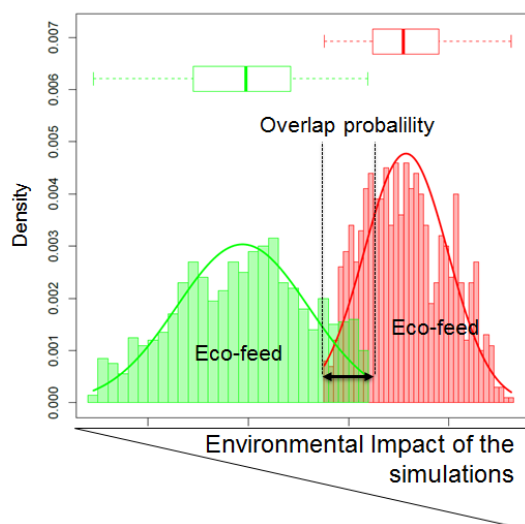 0.007
0.006
Overlap probalility
0.005
0.004
Density
0.003
0.002
Eco-feed
Eco-feed
0.001
0.000
Environmental Impact of the
simulations